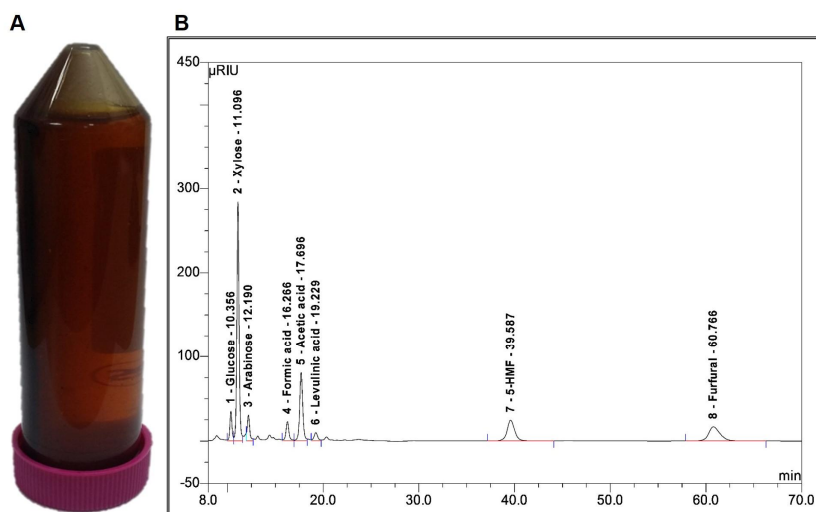 A
B
450
µRIU
300
200
100
-50
1 - Glucose - 10.356
2 - Xylose - 11.096
3 - Arabinose - 12.190
4 - Formic acid - 16.266
5 - Acetic acid - 17.696
6 - Levulinic acid - 19.229
7 - 5-HMF - 39.587
8 - Furfural - 60.766
min
8.0 20.0 30.0 40.0 50.0 60.0 70.0